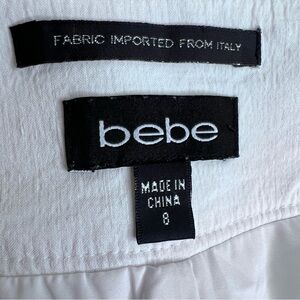 FABRIC IMPORTED FROM ITALY
bebe
MADE IN
CHINA
8